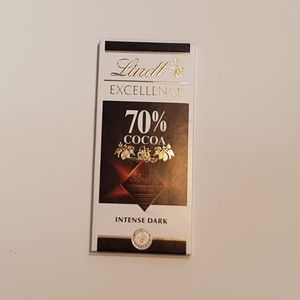 Lindt
EXCELLENCE
70%
COCOA
INTENSE DARK